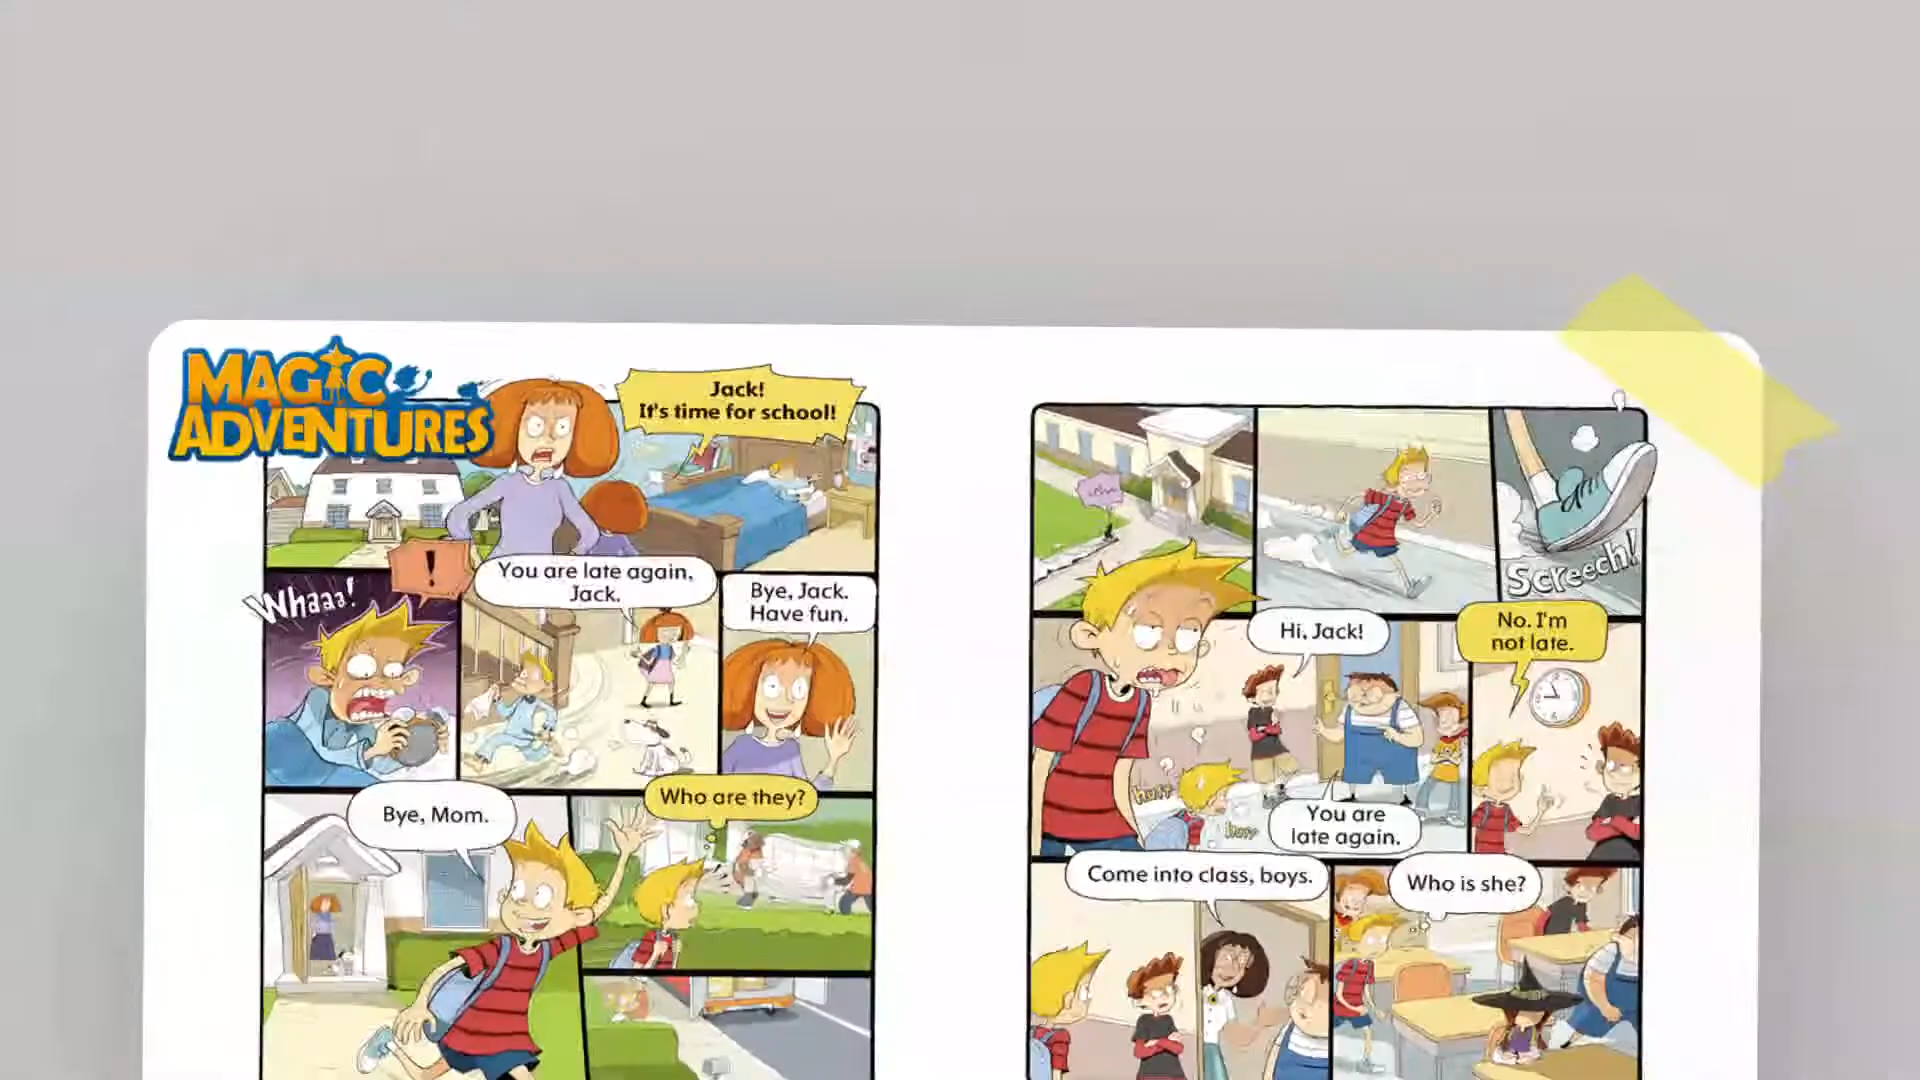 MAGIC
ADVENTURES
Jack!
It's time for school!
Whaaa!
!
You are late again,
Jack.
Bye, Jack.
Have fun.
Bye, Mom.
Who are they?
Screech!
Hi, Jack!
No. I'm
not late.
huff
huff
You are
late again.
Come into class, boys.
Who is she?